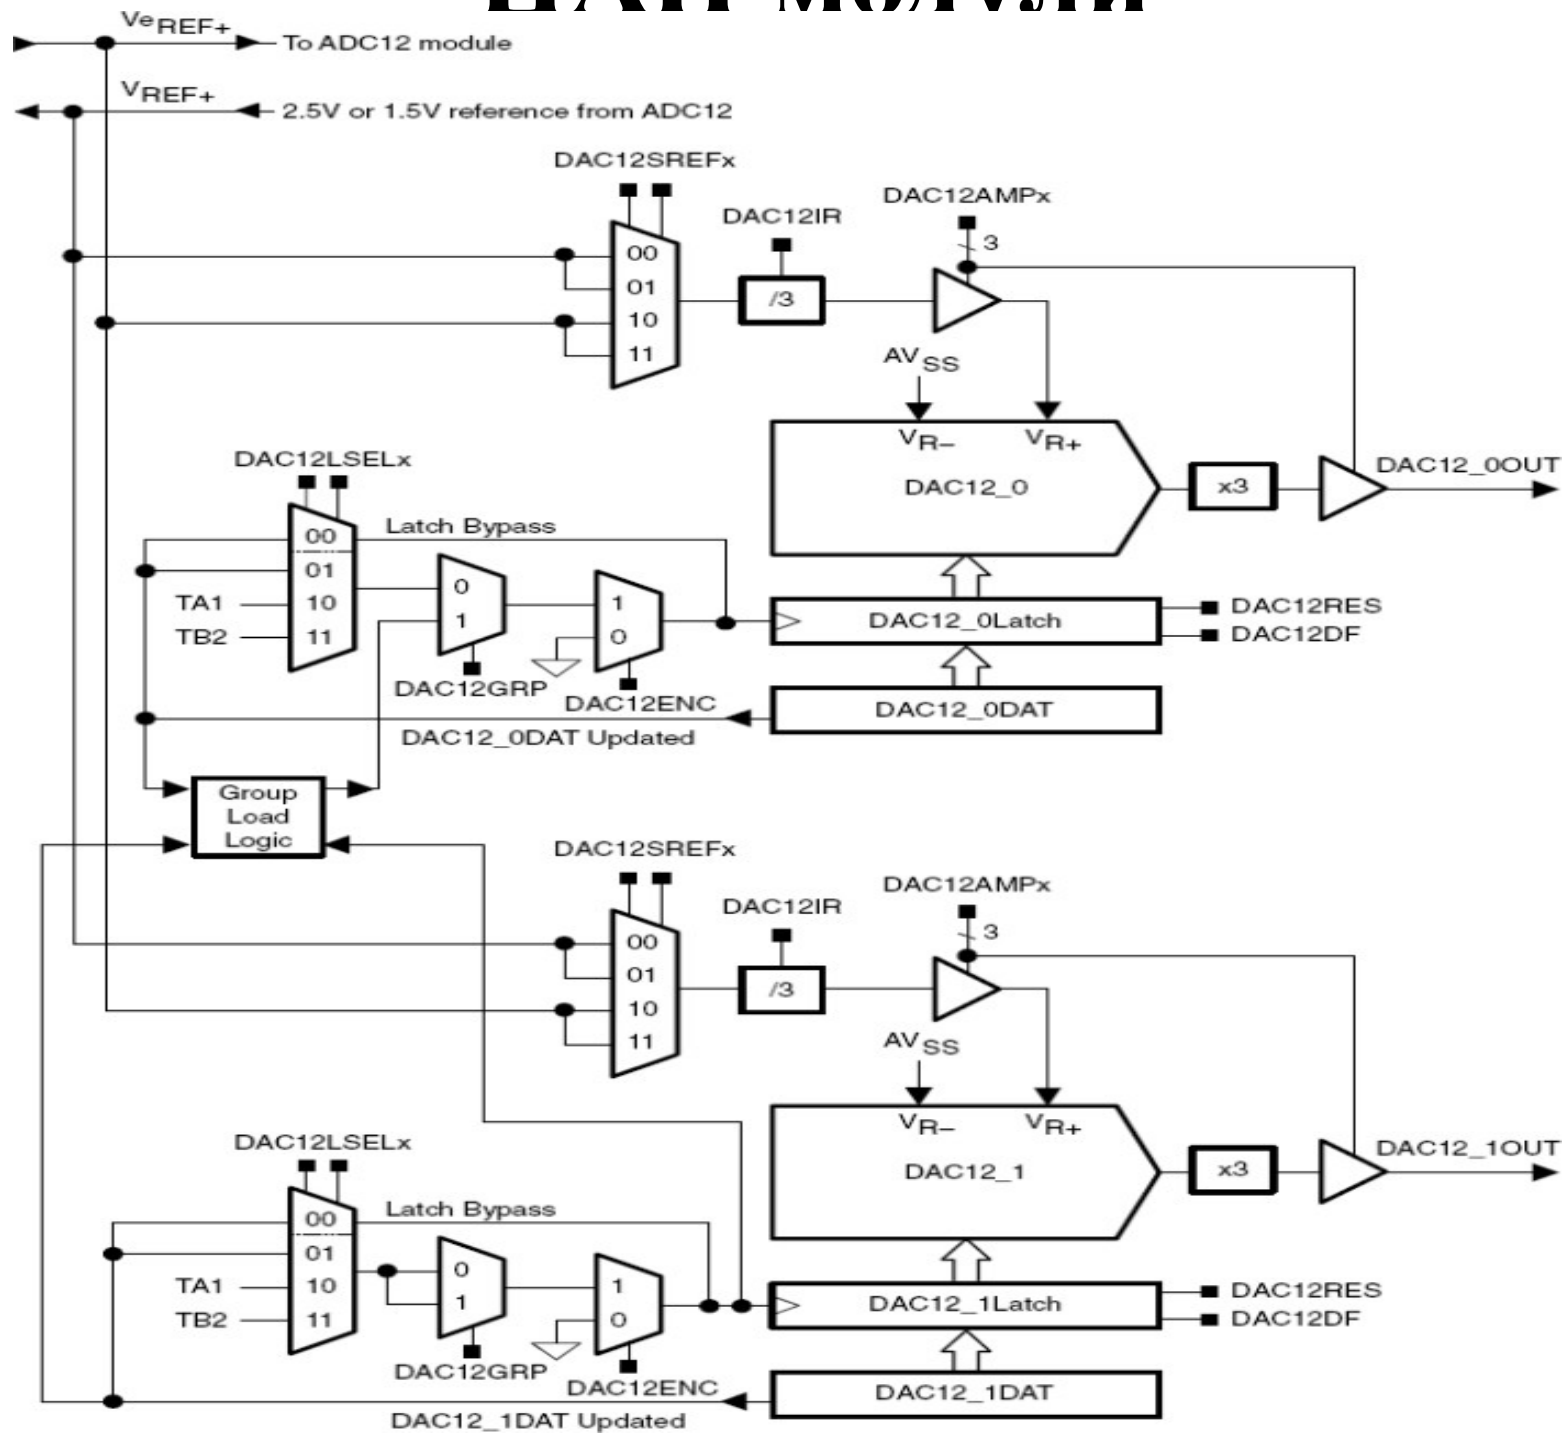 VeREF+
To ADC12 module
VREF+
2.5V or 1.5V reference from ADC12
DAC12SREFx
DAC12IR
DAC12AMPx
3
00
01
10
11
/3
AVSS
VR−
VR+
DAC12_0
x3
DAC12_0OUT
DAC12LSELx
Latch Bypass
00
01
TA1
10
TB2
11
0
1
1
0
DAC12GRP
DAC12ENC
DAC12_0Latch
DAC12RES
DAC12DF
DAC12_0DAT
DAC12_0DAT Updated
Group
Load
Logic
DAC12SREFx
DAC12IR
DAC12AMPx
3
00
01
10
11
/3
AVSS
VR−
VR+
DAC12_1
x3
DAC12_1OUT
DAC12LSELx
Latch Bypass
00
01
TA1
10
TB2
11
0
1
1
0
DAC12GRP
DAC12ENC
DAC12_1Latch
DAC12RES
DAC12DF
DAC12_1DAT
DAC12_1DAT Updated